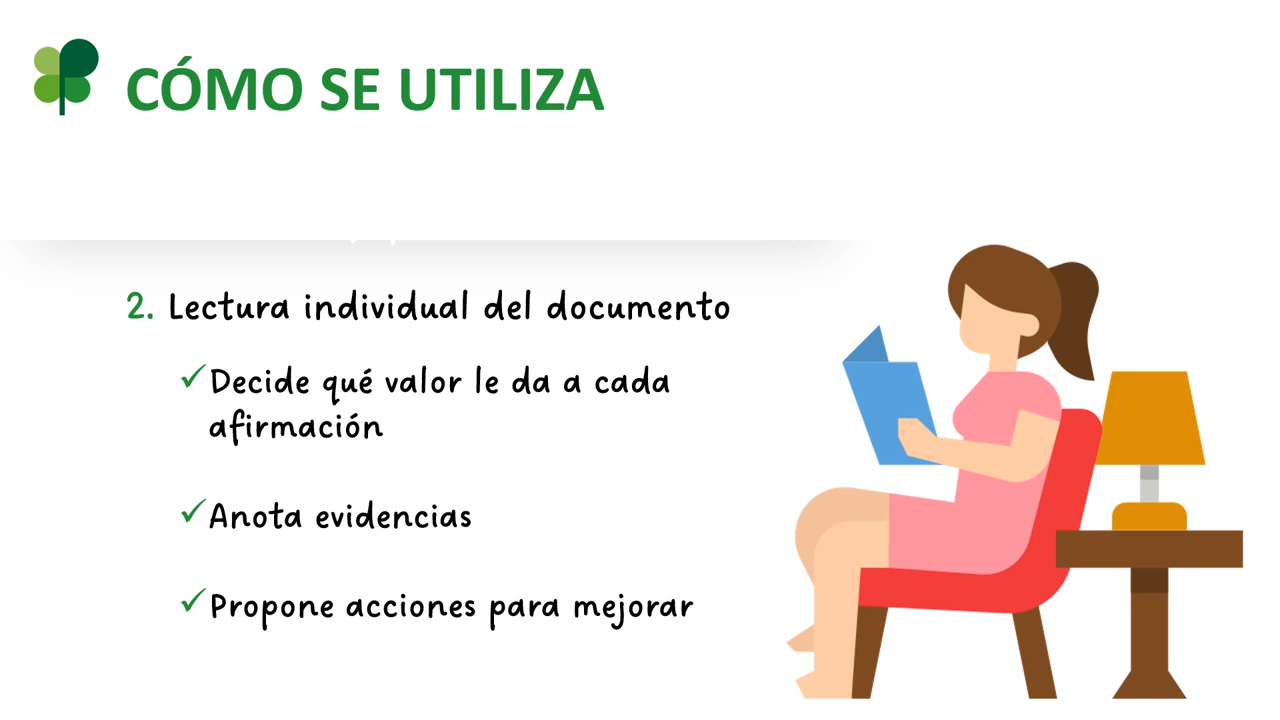 CÓMO SE UTILIZA
2. Lectura individual del documento
✓Decide qué valor le da a cada
afirmación
✓Anota evidencias
✓Propone acciones para mejorar